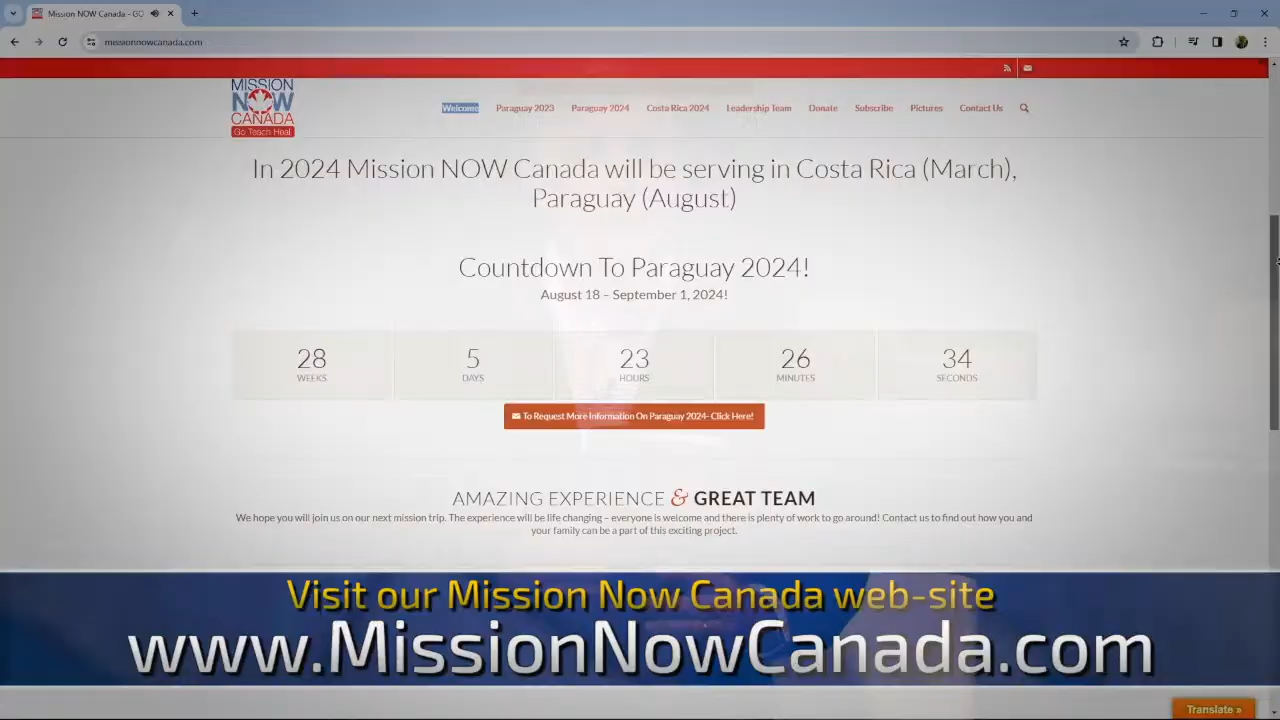 Mission NOW Canada – GO
missionnowcanada.com
MISSION
NOW
CANADA
Go Teach Heal
Welcome
Paraguay 2023
Paraguay 2024
Costa Rica 2024
Leadership Team
Donate
Subscribe
Pictures
Contact Us
In 2024 Mission NOW Canada will be serving in Costa Rica (March),
Paraguay (August)
Countdown To Paraguay 2024!
August 18 – September 1, 2024!
28
WEEKS
5
DAYS
23
HOURS
26
MINUTES
34
SECONDS
To Request More Information On Paraguay 2024- Click Here!
AMAZING EXPERIENCE & GREAT TEAM
We hope you will join us on our next mission trip. The experience will be life changing – everyone is welcome and there is plenty of work to go around! Contact us to find out how you and
your family can be a part of this exciting project.
Visit our Mission Now Canada web-site
www.MissionNowCanada.com
Translate »